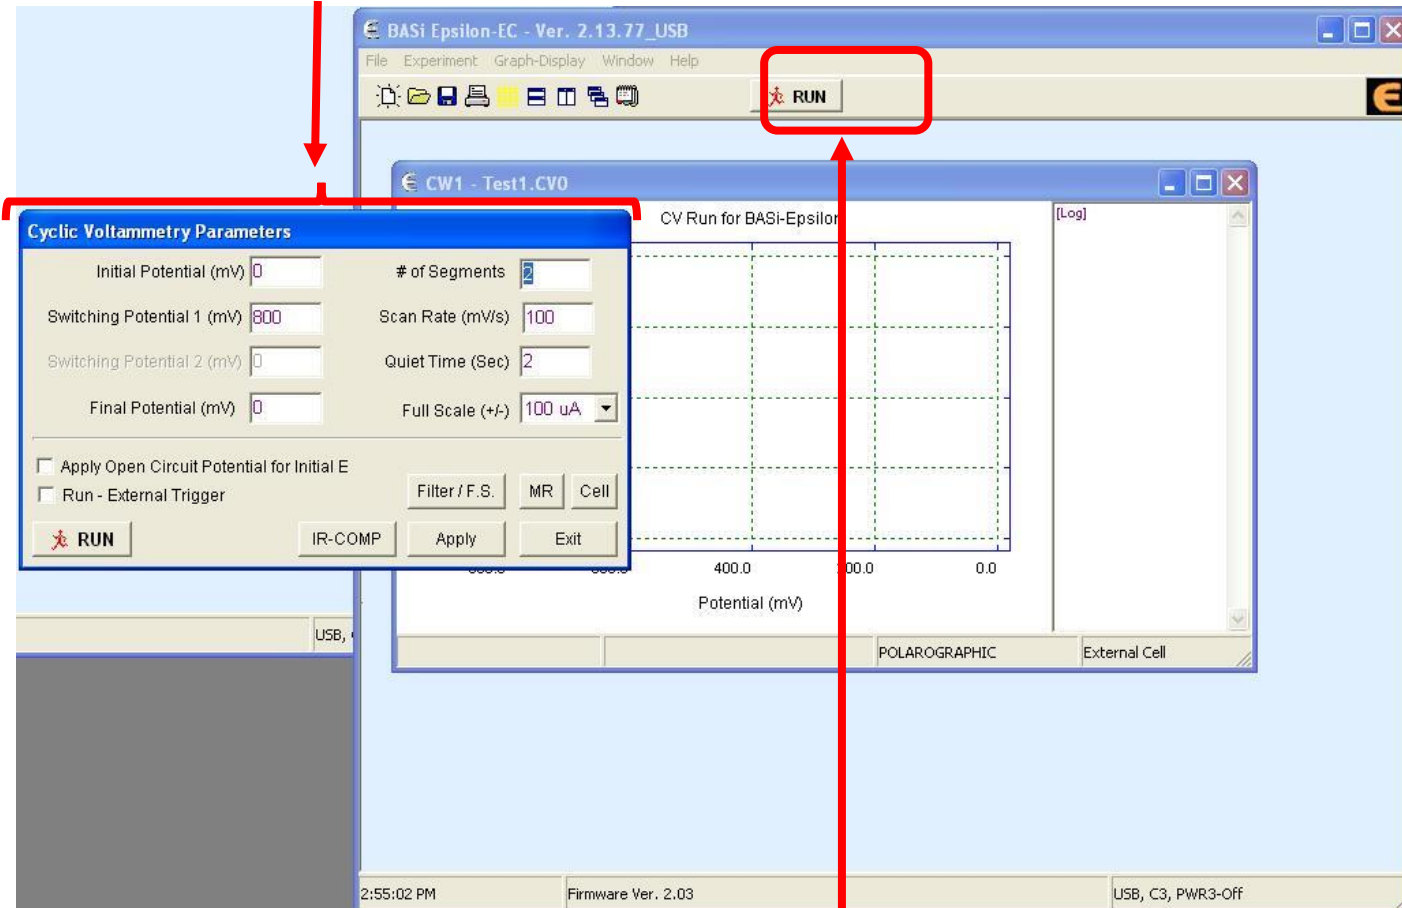 BASi Epsilon-EC - Ver. 2.13.77_USB
File Experiment Graph-Display Window Help
RUN
CW1 - Test1.CV0
CV Run for BASi-Epsilon
[Log]
Cyclic Voltammetry Parameters
Initial Potential (mV) 0
# of Segments 2
Switching Potential 1 (mV) 800
Scan Rate (mV/s) 100
Switching Potential 2 (mV) 0
Quiet Time (Sec) 2
Final Potential (mV) 0
Full Scale (+/-) 100 uA
Apply Open Circuit Potential for Initial E
Run - External Trigger
Filter / F.S. MR Cell
RUN IR-COMP Apply Exit
400.0 0.0
Potential (mV)
USB,
POLAROGRAPHIC External Cell
2:55:02 PM Firmware Ver. 2.03 USB, C3, PWR3-Off